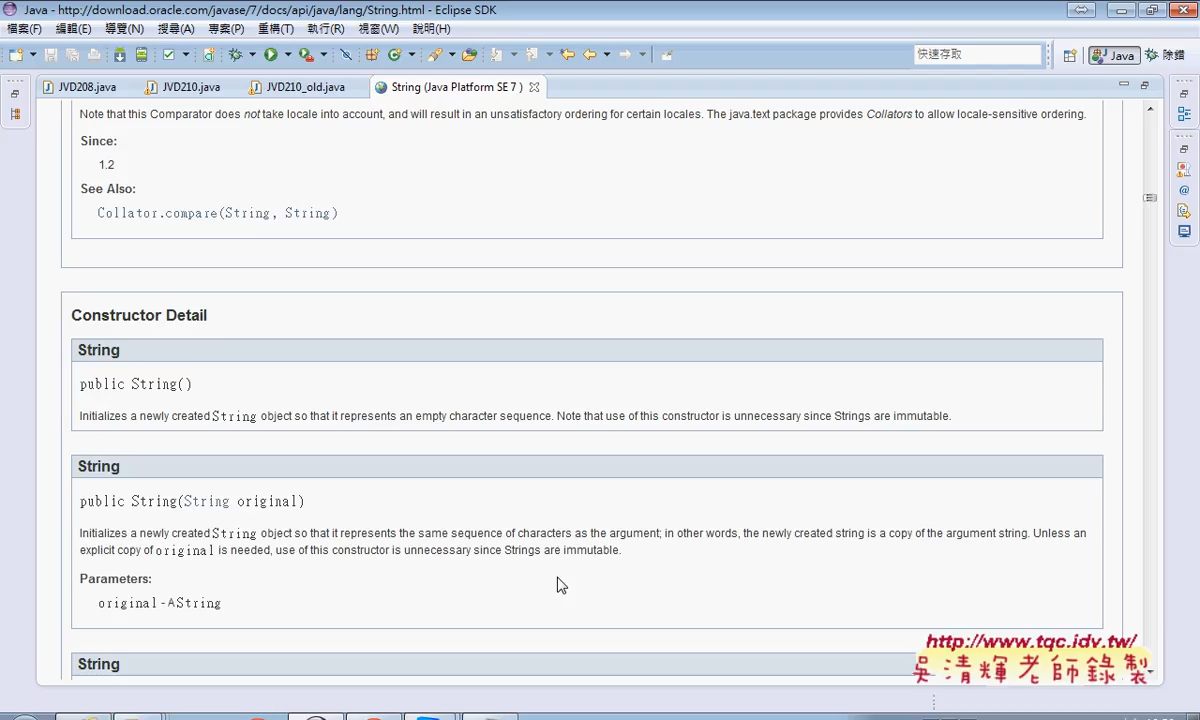 Java - http://download.oracle.com/javase/7/docs/api/java/lang/String.html - Eclipse SDK
檔案(F) 編輯(E) 導覽(N) 搜尋(A) 專案(P) 重構(T) 執行(R) 視窗(W) 說明(H)
快速存取 Java 除錯
JVD208.java JVD210.java JVD210_old.java String (Java Platform SE 7 )
Note that this Comparator does not take locale into account, and will result in an unsatisfactory ordering for certain locales. The java.text package provides Collators to allow locale-sensitive ordering.
Since:
1.2
See Also:
Collator.compare(String, String)
Constructor Detail
String
public String()
Initializes a newly created String object so that it represents an empty character sequence. Note that use of this constructor is unnecessary since Strings are immutable.
String
public String(String original)
Initializes a newly created String object so that it represents the same sequence of characters as the argument; in other words, the newly created string is a copy of the argument string. Unless an
explicit copy of original is needed, use of this constructor is unnecessary since Strings are immutable.
Parameters:
original - A String
String
http://www.tqc.idv.tw/
吳清輝老師錄製